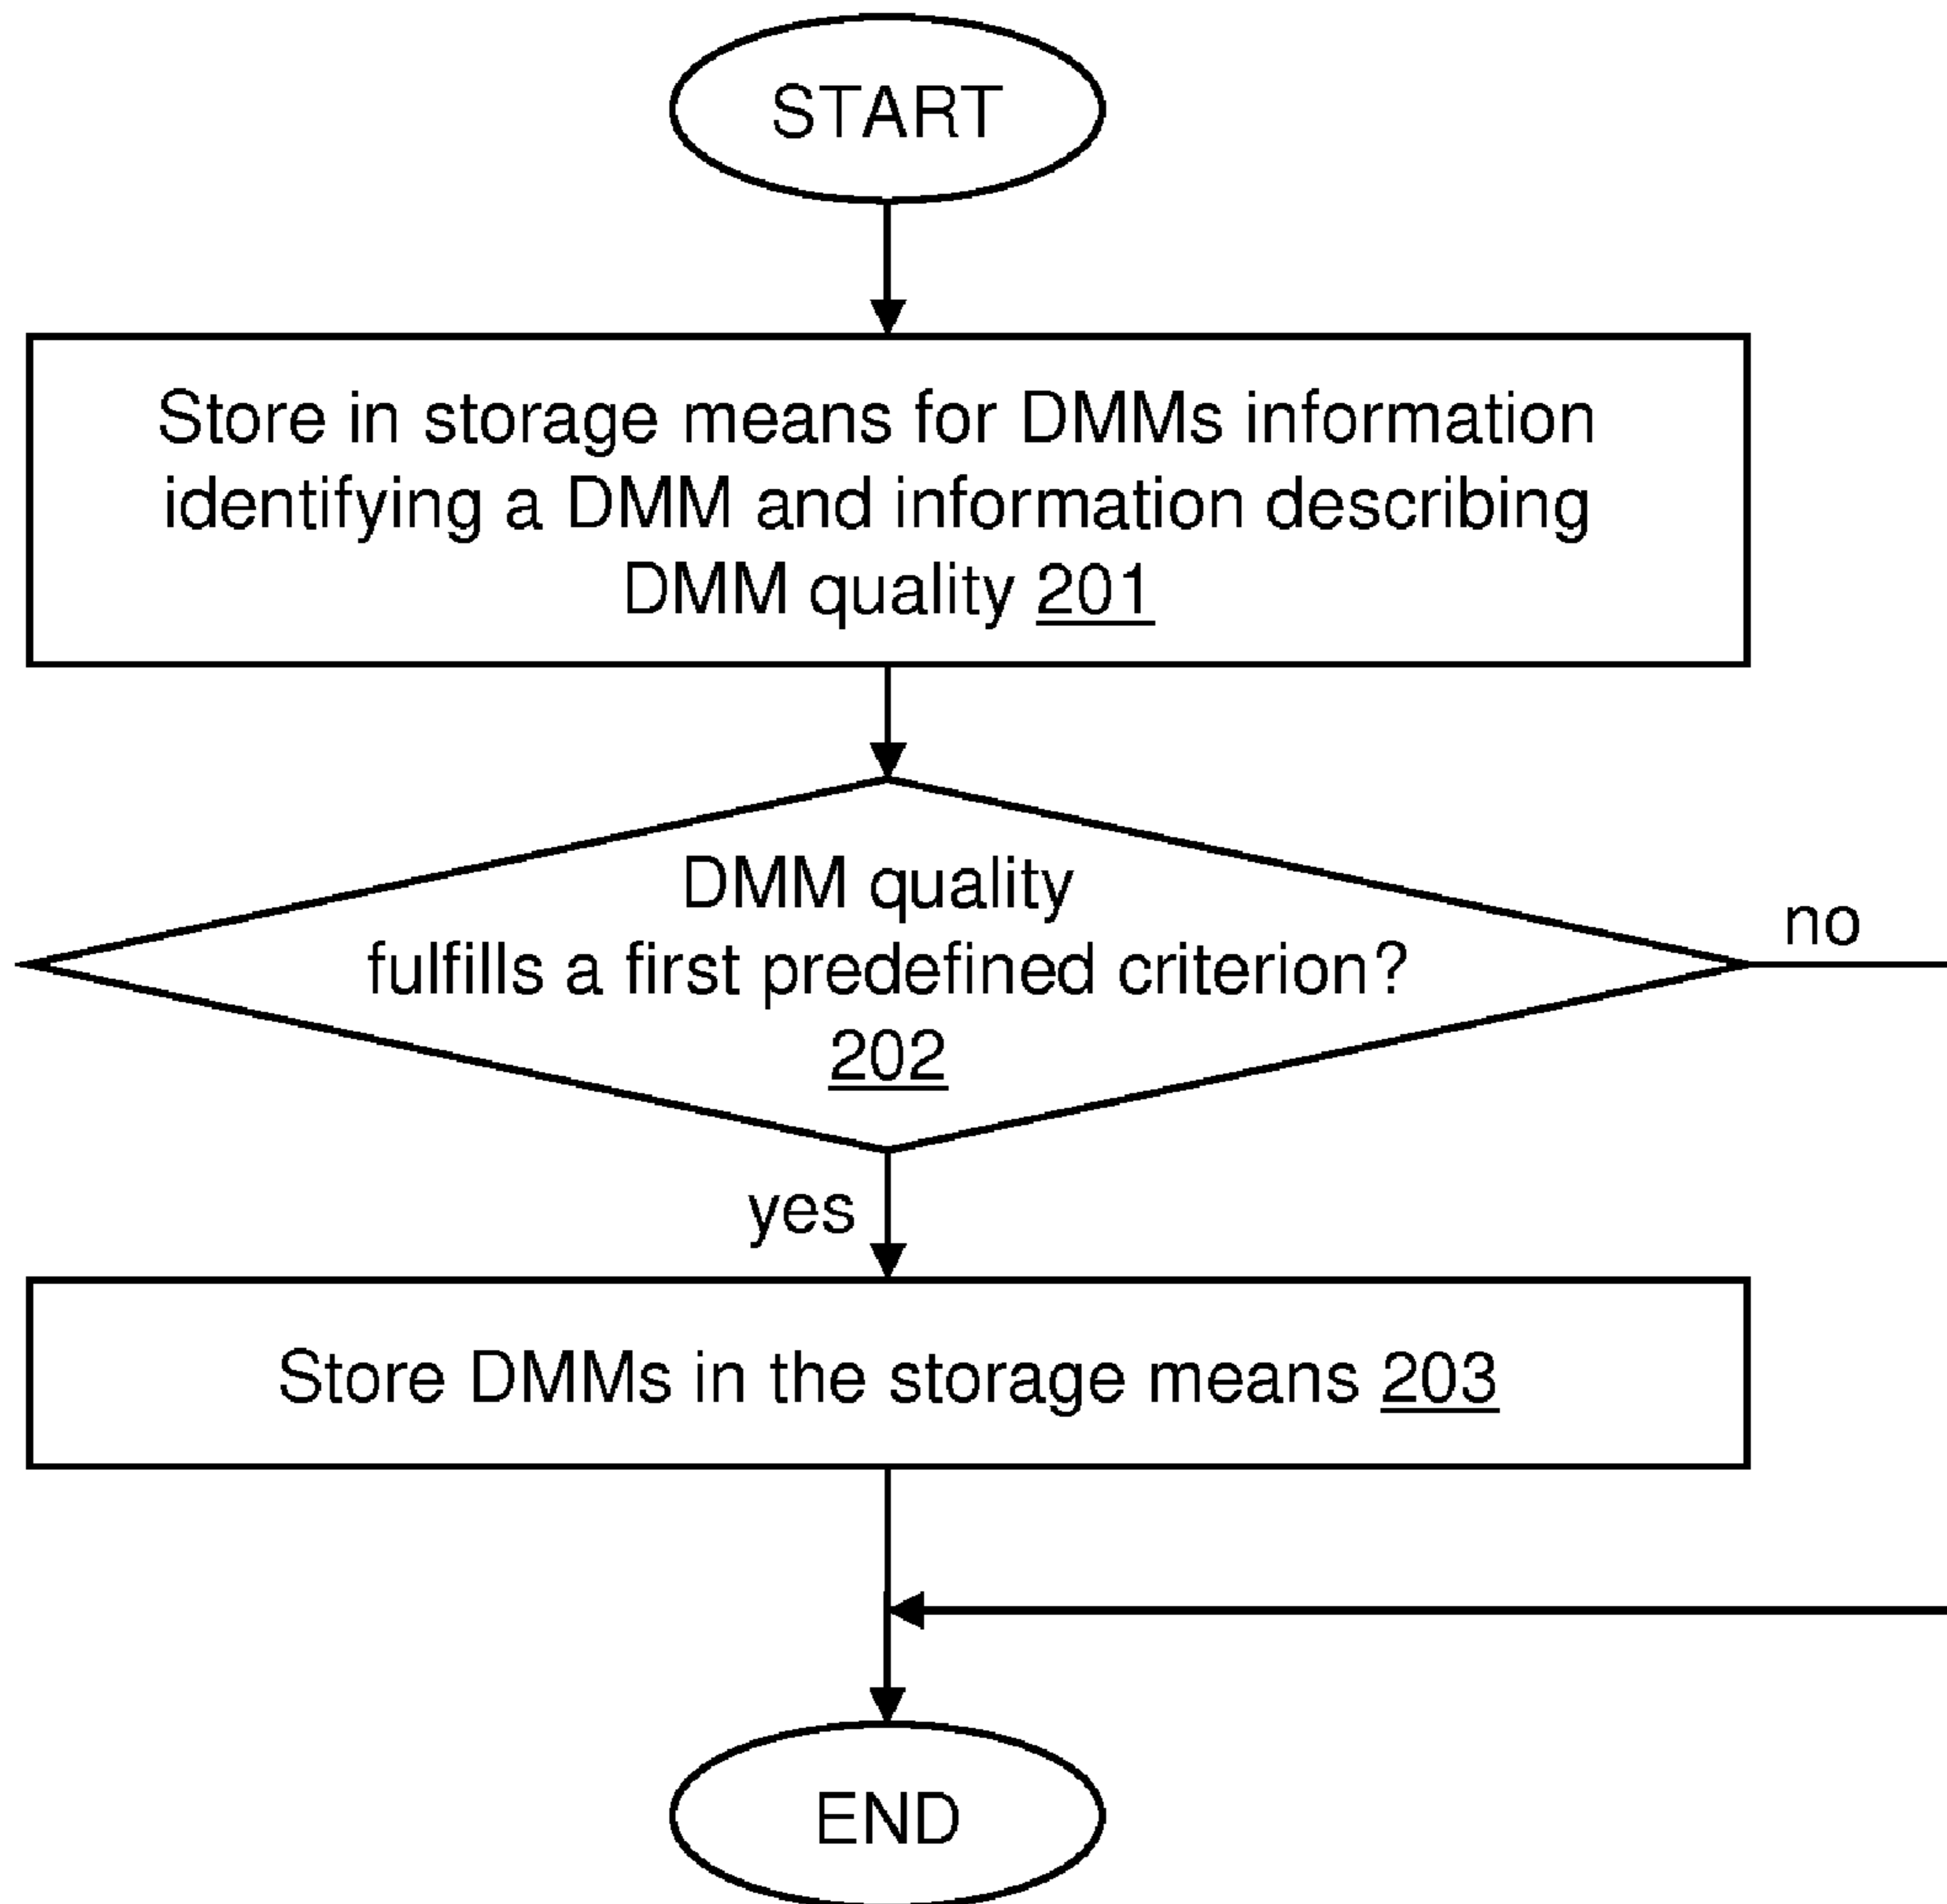 START
Store in storage means for DMMs information
identifying a DMM and information describing
DMM quality 201
DMM quality
fulfills a first predefined criterion?
202
no
yes
Store DMMs in the storage means 203
END